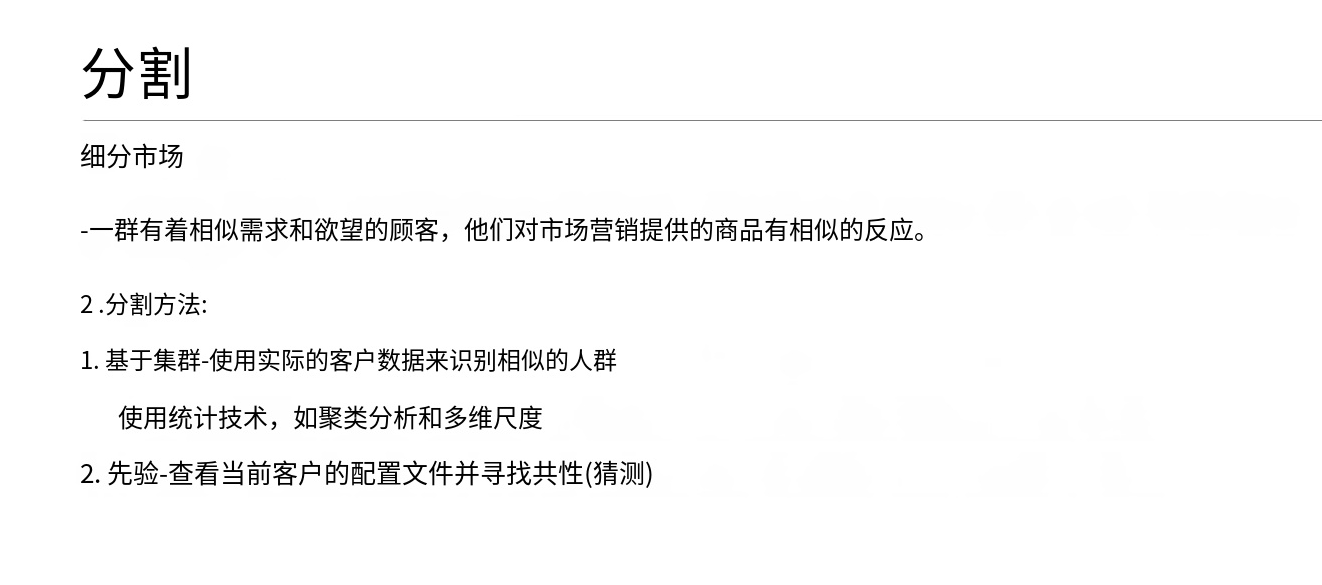 分割
细分市场
-一群有着相似需求和欲望的顾客，他们对市场营销提供的商品有相似的反应。
2 .分割方法:
1. 基于集群-使用实际的客户数据来识别相似的人群
使用统计技术，如聚类分析和多维尺度
2. 先验-查看当前客户的配置文件并寻找共性(猜测)